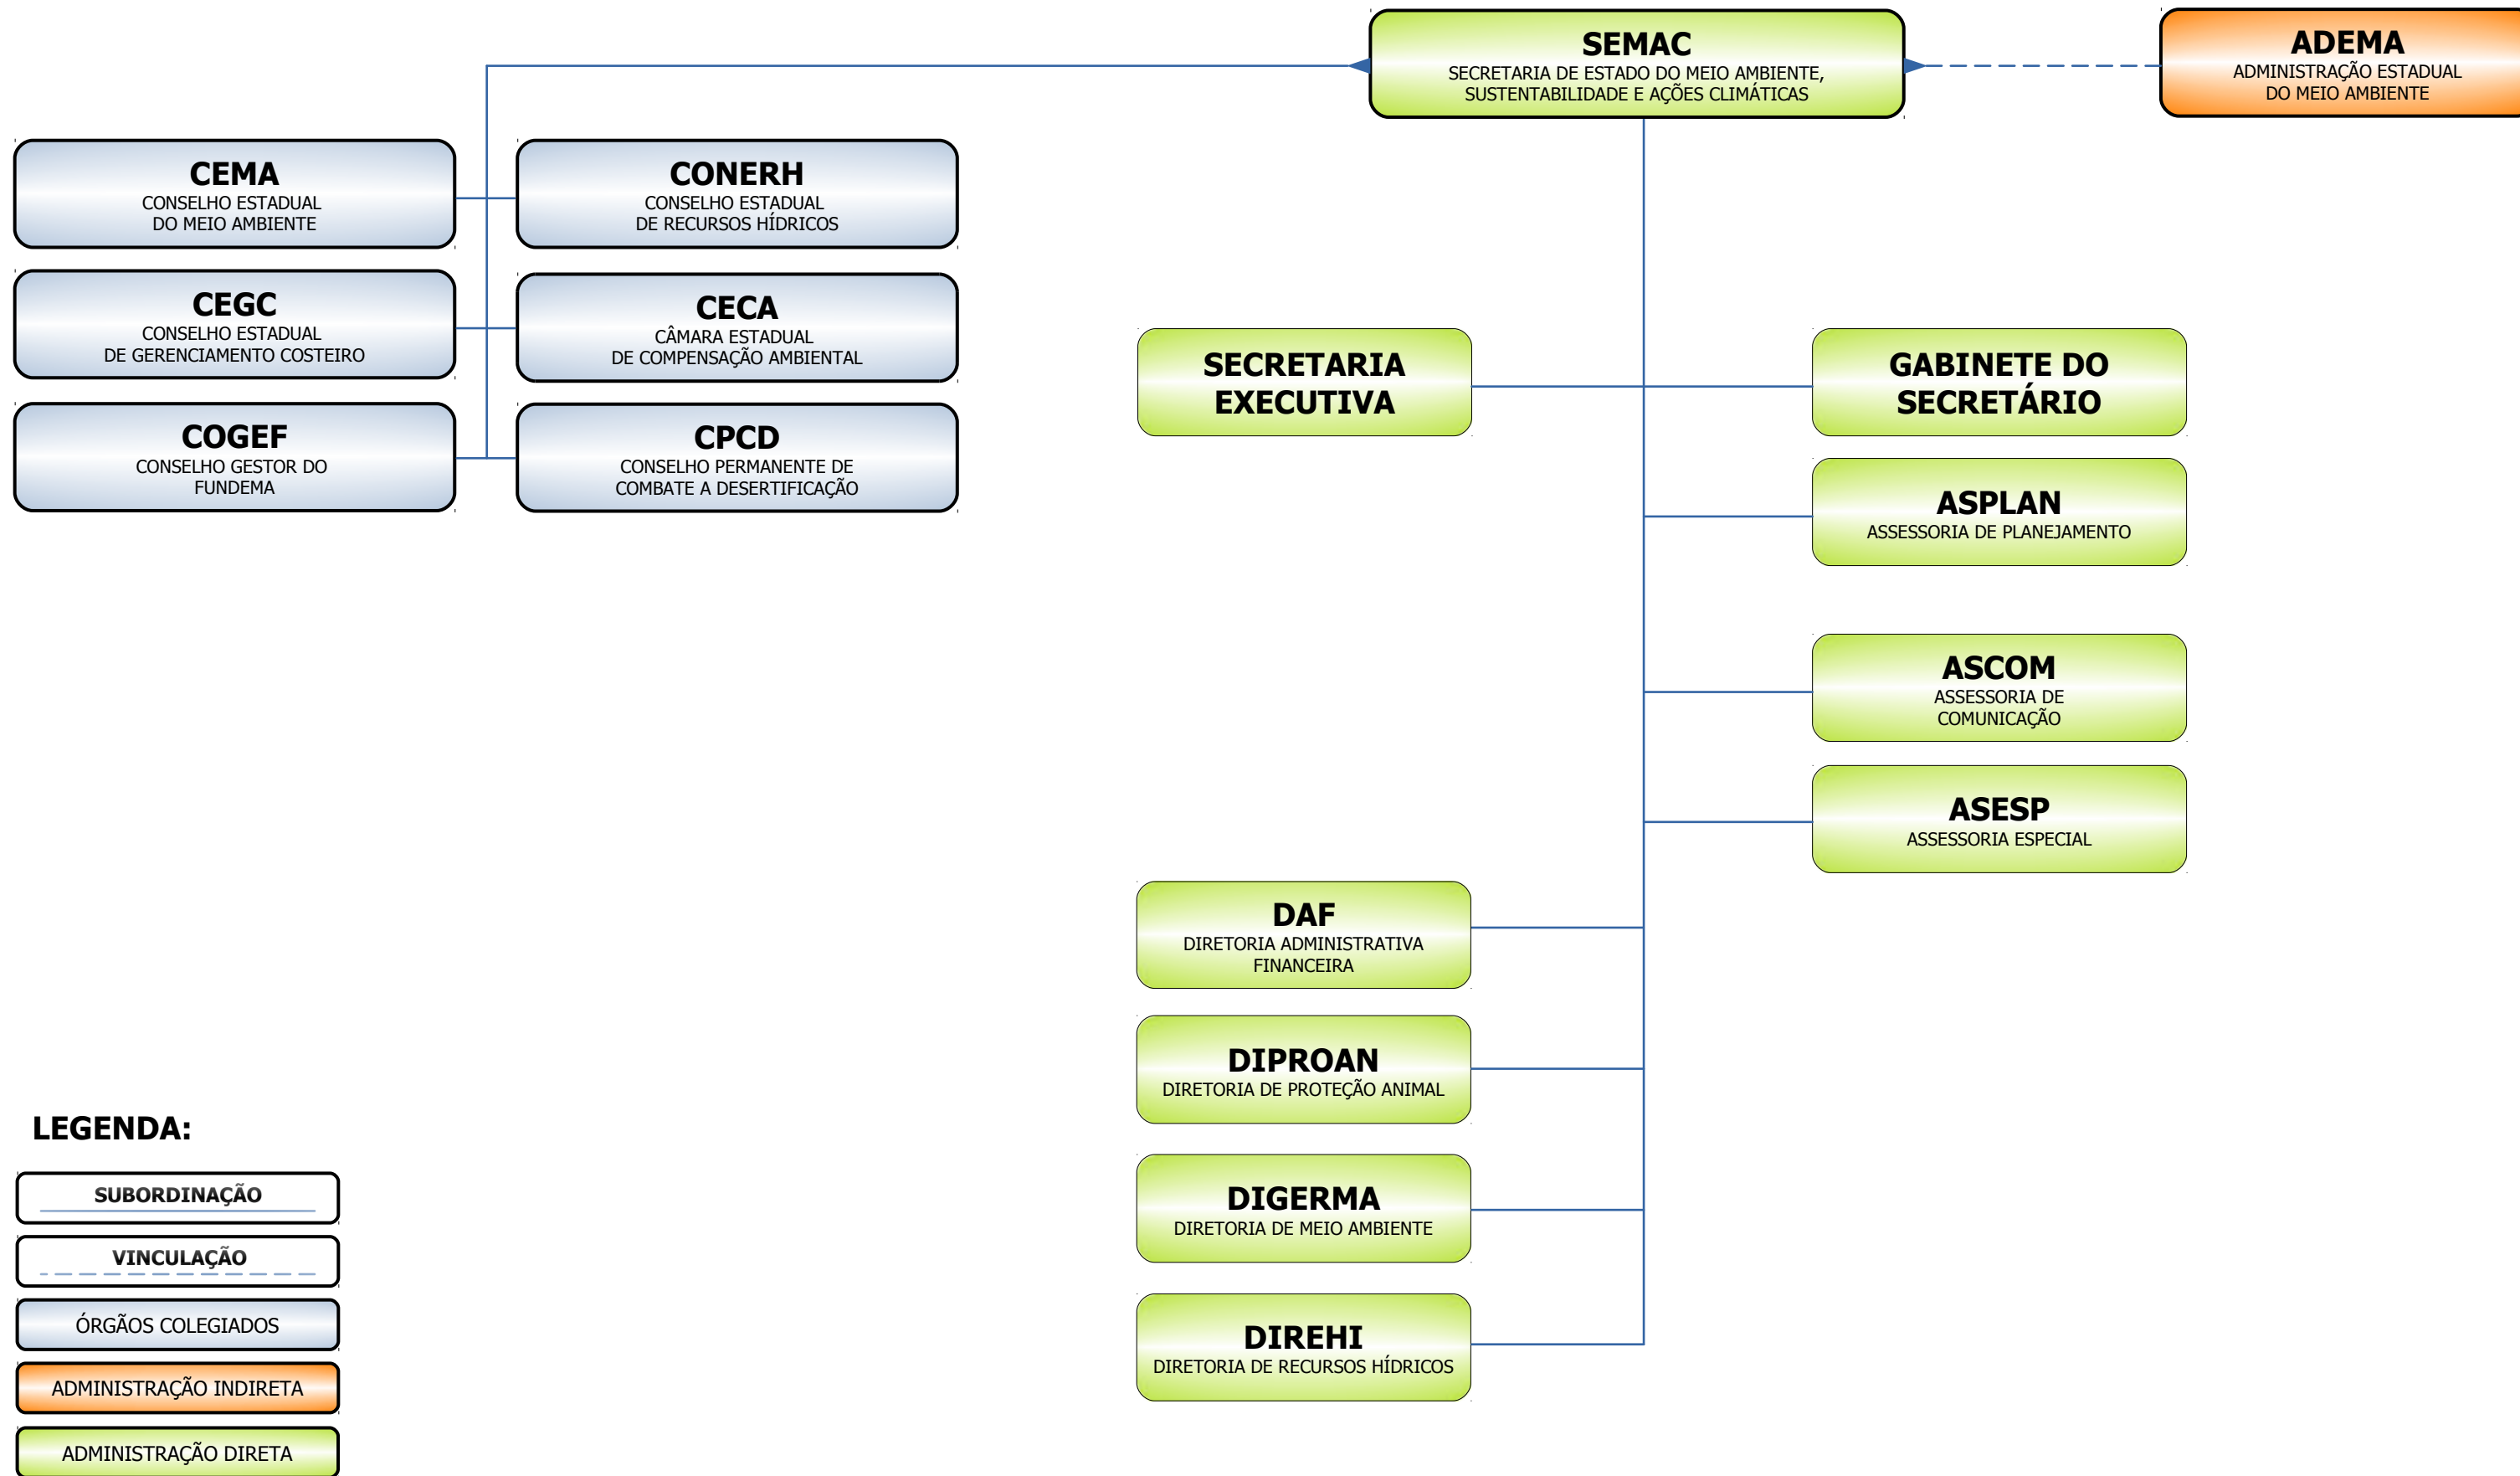 SEMAC
SECRETARIA DE ESTADO DO MEIO AMBIENTE,
SUSTENTABILIDADE E AÇÕES CLIMÁTICAS
ADEMA
ADMINISTRAÇÃO ESTADUAL
DO MEIO AMBIENTE
CEMA
CONSELHO ESTADUAL
DO MEIO AMBIENTE
CONERH
CONSELHO ESTADUAL
DE RECURSOS HÍDRICOS
CEGC
CONSELHO ESTADUAL
DE GERENCIAMENTO COSTEIRO
CECA
CÂMARA ESTADUAL
DE COMPENSAÇÃO AMBIENTAL
COGEF
CONSELHO GESTOR DO
FUNDEMA
CPCD
CONSELHO PERMANENTE DE
COMBATE A DESERTIFICAÇÃO
SECRETARIA
EXECUTIVA
GABINETE DO
SECRETÁRIO
ASPLAN
ASSESSORIA DE PLANEJAMENTO
ASCOM
ASSESSORIA DE
COMUNICAÇÃO
ASESP
ASSESSORIA ESPECIAL
DAF
DIRETORIA ADMINISTRATIVA
FINANCEIRA
DIPROAN
DIRETORIA DE PROTEÇÃO ANIMAL
DIGERMA
DIRETORIA DE MEIO AMBIENTE
DIREHI
DIRETORIA DE RECURSOS HÍDRICOS
LEGENDA:
SUBORDINAÇÃO
VINCULAÇÃO
ÓRGÃOS COLEGIADOS
ADMINISTRAÇÃO INDIRETA
ADMINISTRAÇÃO DIRETA